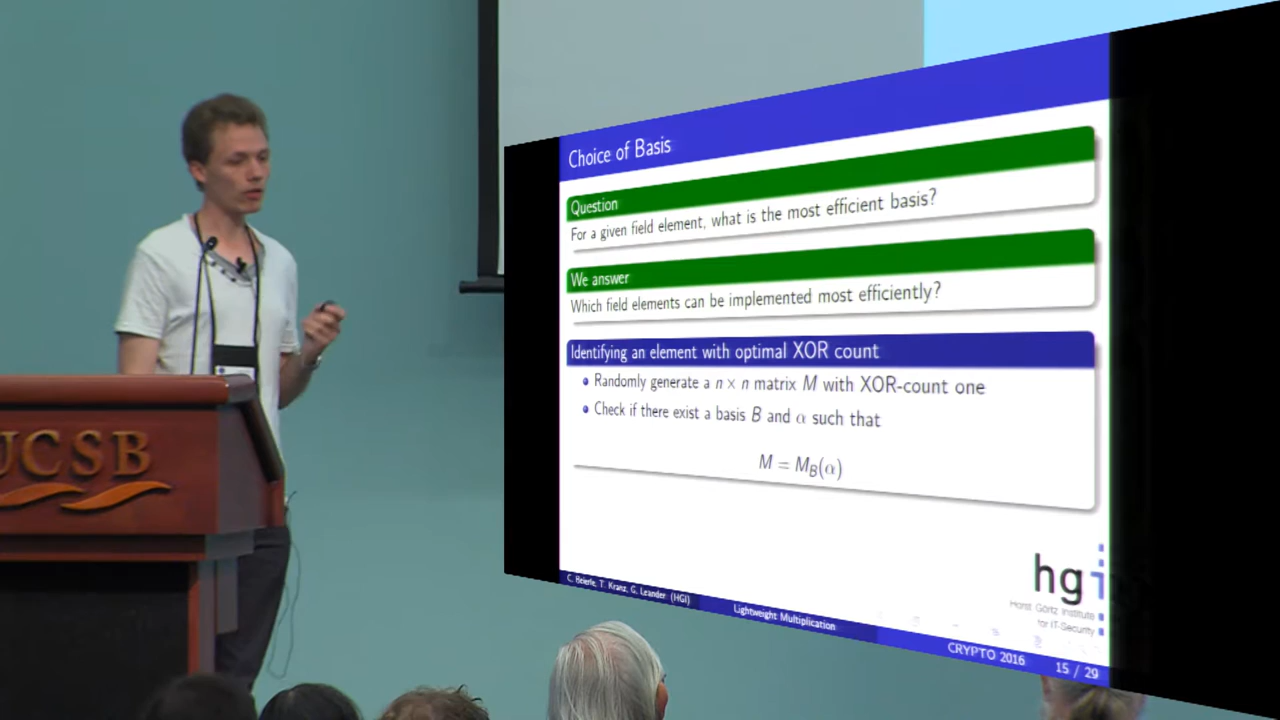 UCSB
Choice of Basis
Question
For a given field element, what is the most efficient basis?
We answer
Which field elements can be implemented most efficiently?
Identifying an element with optimal XOR count
Randomly generate a n × n matrix M with XOR-count one
Check if there exist a basis B and α such that
M = M_B(α)
hgi
Horst Görtz Institute
for IT-Security
C. Beierle, T. Kranz, G. Leander (HGI)
Lightweight Multiplication
CRYPTO 2016
15 / 29